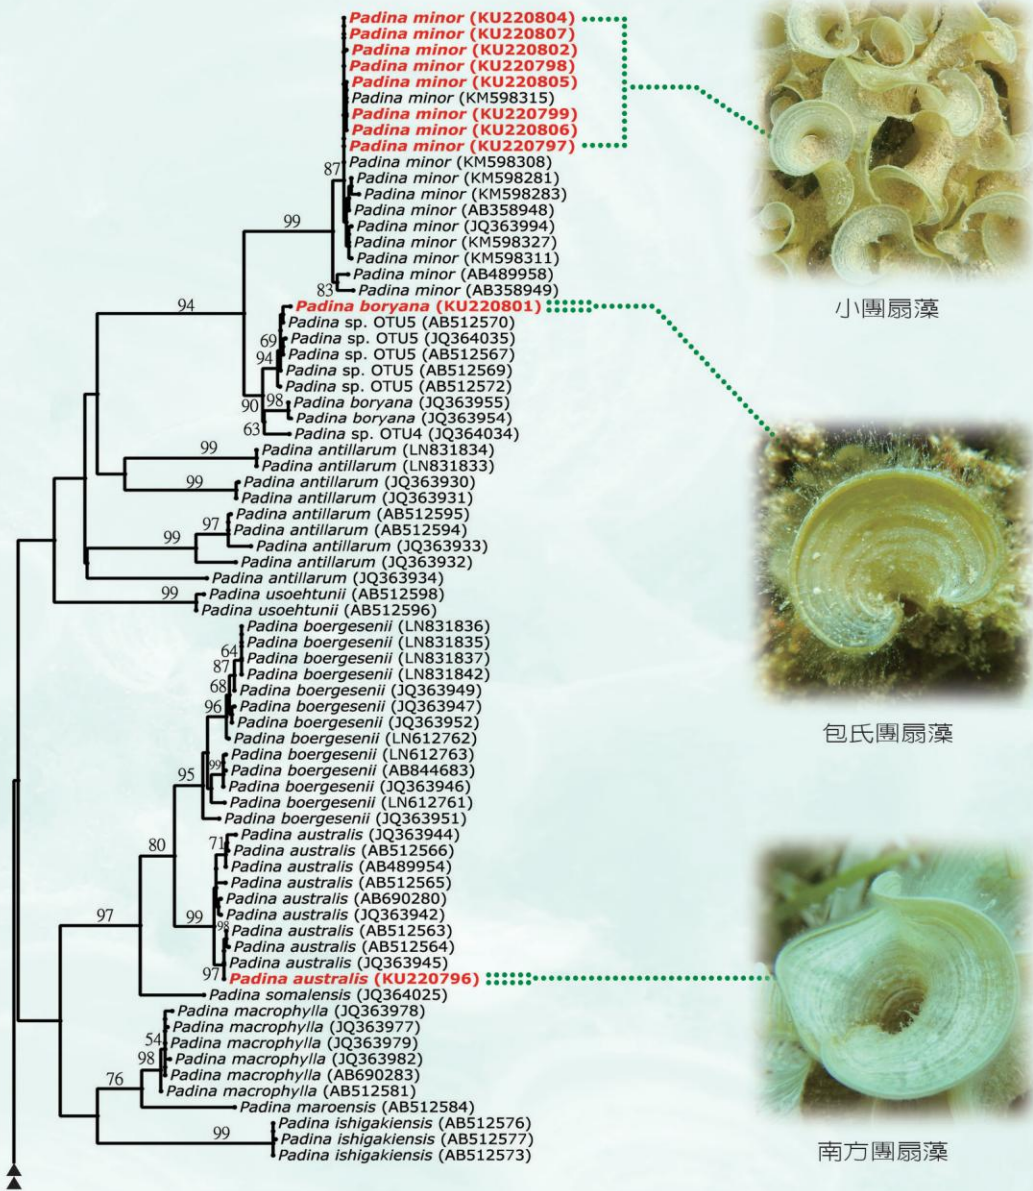 Padina minor (KU220804)
Padina minor (KU220807)
Padina minor (KU220802)
Padina minor (KU220798)
Padina minor (KU220805)
Padina minor (KM598315)
Padina minor (KU220799)
Padina minor (KU220806)
Padina minor (KU220797)
87
Padina minor (KM598308)
Padina minor (KM598281)
Padina minor (KM598283)
Padina minor (AB358948)
99
Padina minor (JQ363994)
Padina minor (KM598327)
Padina minor (KM598311)
Padina minor (AB489958)
83
Padina minor (AB358949)
小團扇藻
94
Padina boryana (KU220801)
Padina sp. OTU5 (AB512570)
69
Padina sp. OTU5 (JQ364035)
Padina sp. OTU5 (AB512567)
94
Padina sp. OTU5 (AB512569)
Padina sp. OTU5 (AB512572)
90
98
Padina boryana (JQ363955)
Padina boryana (JQ363954)
63
Padina sp. OTU4 (JQ364034)
99
Padina antillarum (LN831834)
Padina antillarum (LN831833)
99
Padina antillarum (JQ363930)
Padina antillarum (JQ363931)
Padina antillarum (AB512595)
97
Padina antillarum (AB512594)
99
Padina antillarum (JQ363933)
Padina antillarum (JQ363932)
Padina antillarum (JQ363934)
99
Padina usoehtunii (AB512598)
Padina usoehtunii (AB512596)
Padina boergesenii (LN831836)
Padina boergesenii (LN831835)
64
Padina boergesenii (LN831837)
87
Padina boergesenii (LN831842)
68
Padina boergesenii (JQ363949)
96
Padina boergesenii (JQ363947)
Padina boergesenii (JQ363952)
包氏團扇藻
Padina boergesenii (LN612762)
Padina boergesenii (LN612763)
95
99
Padina boergesenii (AB844683)
Padina boergesenii (JQ363946)
Padina boergesenii (LN612761)
Padina boergesenii (JQ363951)
Padina australis (JQ363944)
80
71
Padina australis (AB512566)
Padina australis (AB489954)
Padina australis (AB512565)
Padina australis (AB690280)
97
99
Padina australis (JQ363942)
98
Padina australis (AB512563)
Padina australis (AB512564)
Padina australis (JQ363945)
97
Padina australis (KU220796)
Padina somalensis (JQ364025)
Padina macrophylla (JQ363978)
Padina macrophylla (JQ363977)
54
Padina macrophylla (JQ363979)
98
Padina macrophylla (JQ363982)
76
Padina macrophylla (AB690283)
Padina macrophylla (AB512581)
Padina maroensis (AB512584)
Padina ishigakiensis (AB512576)
99
Padina ishigakiensis (AB512577)
Padina ishigakiensis (AB512573)
南方團扇藻